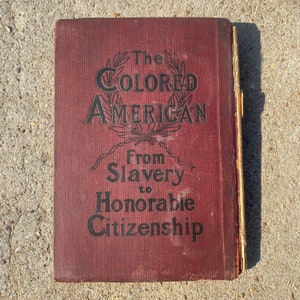 The
COLORED
AMERICAN
From
Slavery
to
Honorable
Citizenship